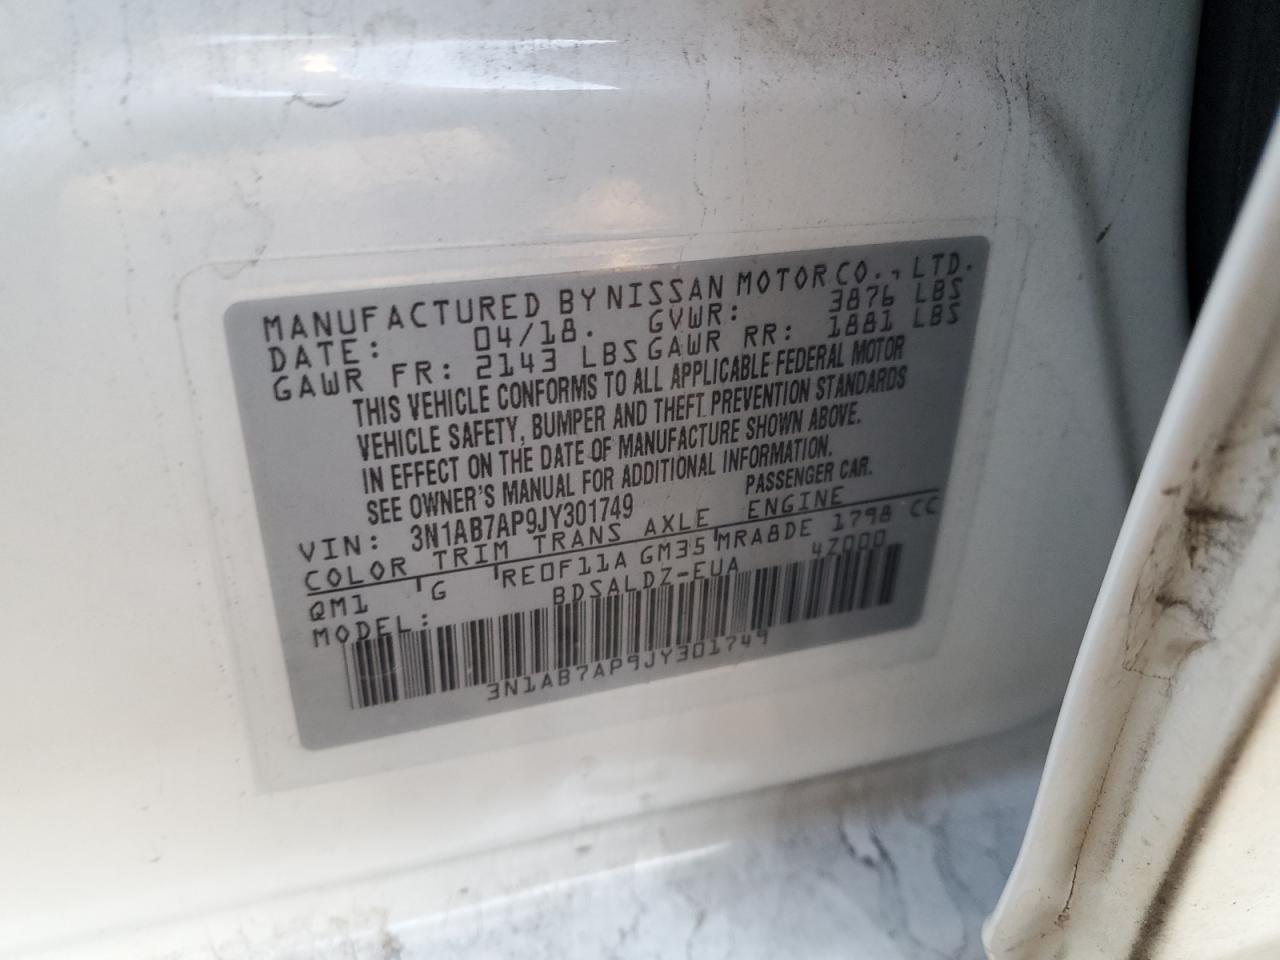 MANUFACTURED BY NISSAN MOTOR CO., LTD.
DATE: 04/18. GVWR: 3876 LBS
GAWR FR: 2143 LBS GAWR RR: 1881 LBS
THIS VEHICLE CONFORMS TO ALL APPLICABLE FEDERAL MOTOR
VEHICLE SAFETY, BUMPER AND THEFT PREVENTION STANDARDS
IN EFFECT ON THE DATE OF MANUFACTURE SHOWN ABOVE.
SEE OWNER'S MANUAL FOR ADDITIONAL INFORMATION.
VIN: 3N1AB7AP9JY301749 PASSENGER CAR.
COLOR TRIM TRANS AXLE ENGINE
QM1 G RE0F11A GM35 MRA8DE 1798 CC
MODEL: BDSALDZ-EUA 4Z000
3N1AB7AP9JY301749